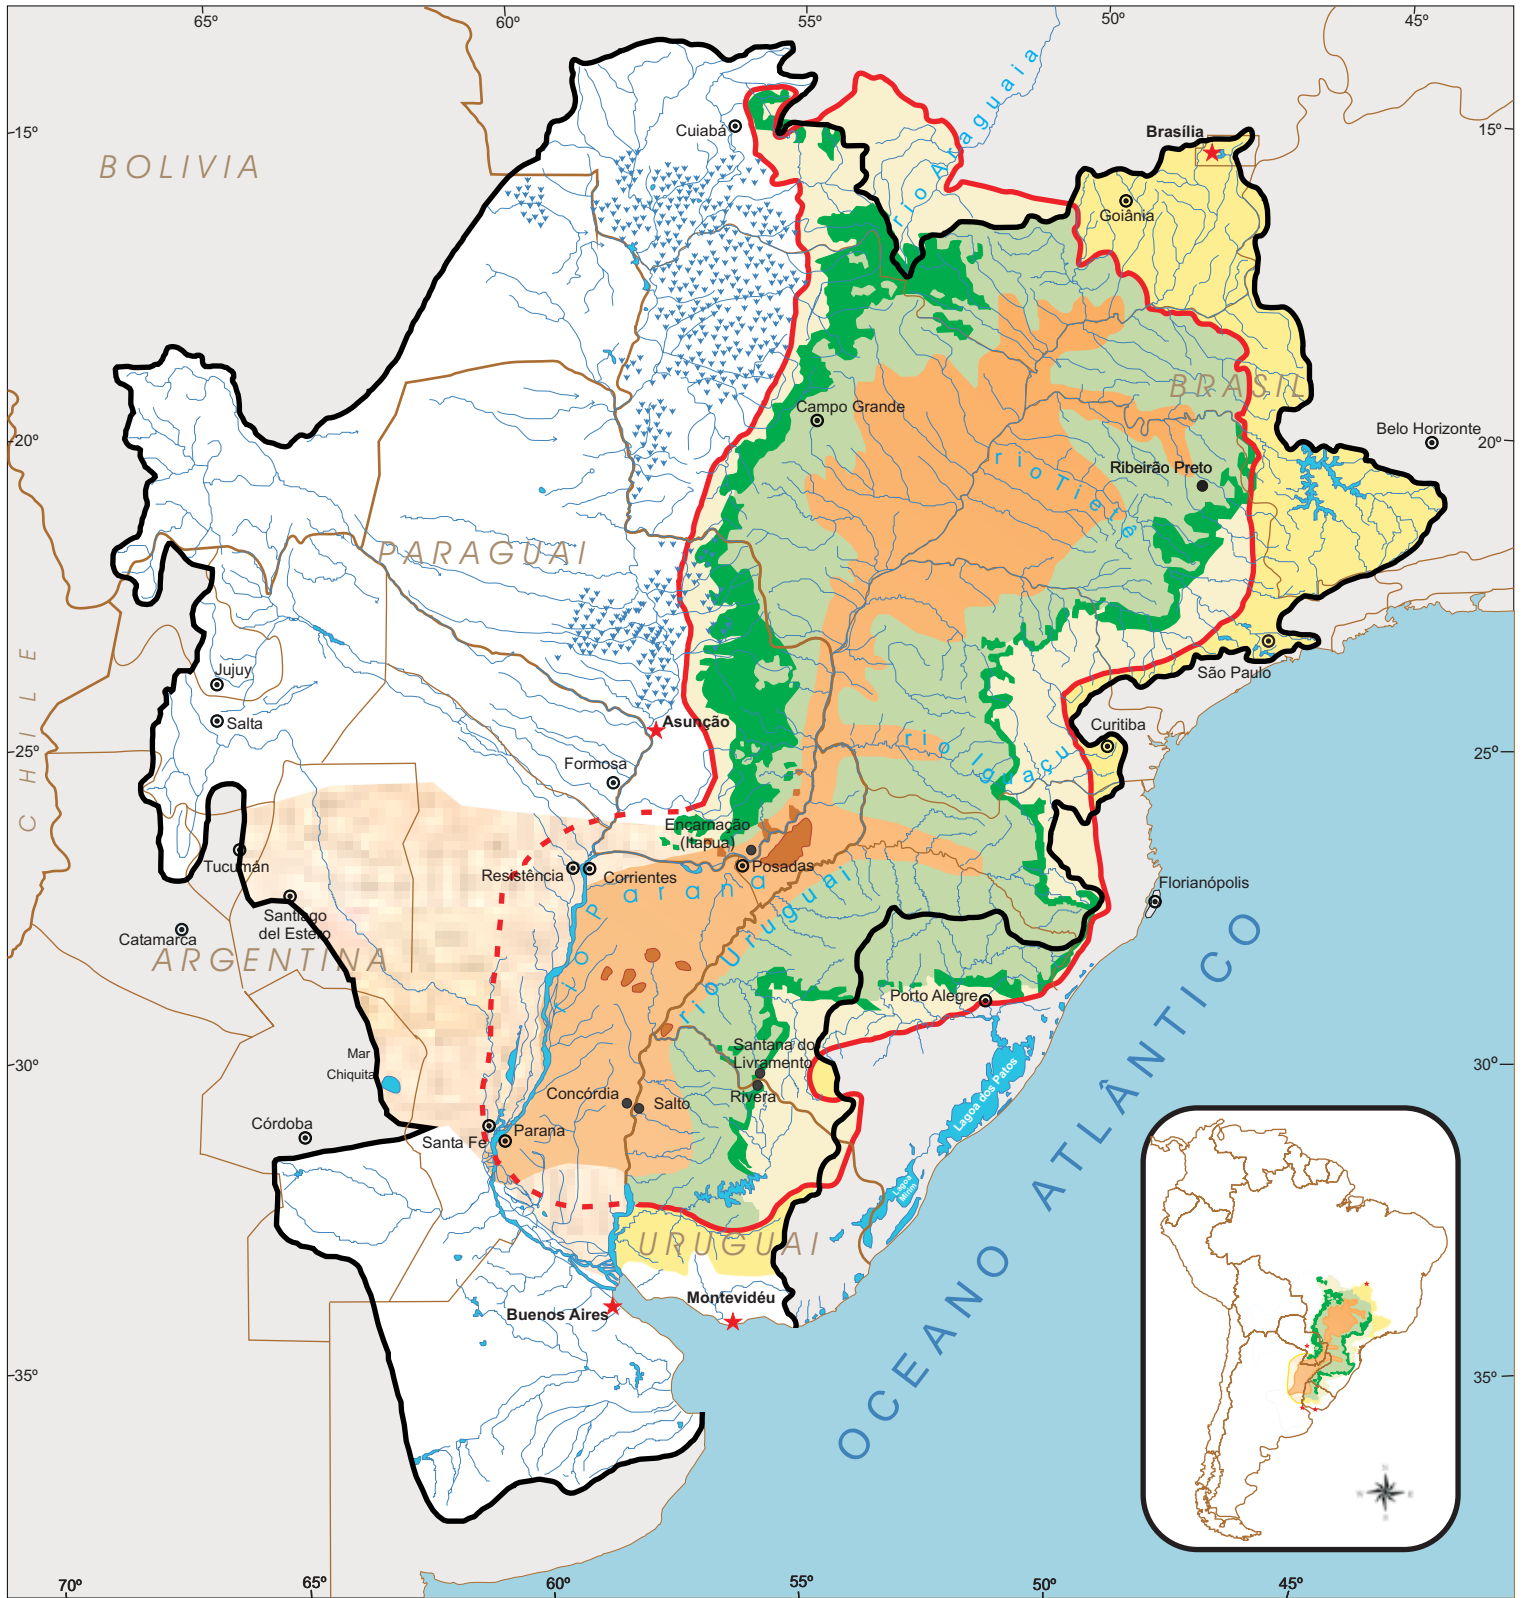 65º
60º
55º
50º
45º
15º
15º
20º
20º
25º
25º
30º
30º
35º
35º
70º
65º
60º
55º
50º
45º
BOLIVIA
PARAGUAI
CHILE
ARGENTINA
BRASIL
URUGUAI
OCEANO ATLÂNTICO
rio Araguaia
rio Tietê
rio Iguaçu
rio Paraná
rio Uruguai
Cuiabá
Brasília
Goiânia
Campo Grande
Ribeirão Preto
Belo Horizonte
São Paulo
Curitiba
Florianópolis
Porto Alegre
Jujuy
Salta
Asunção
Formosa
Encarnação
(Itapua)
Posadas
Resistência
Corrientes
Tucumán
Santiago
del Estero
Catamarca
Mar
Chiquita
Córdoba
Santa Fe
Parana
Concórdia
Salto
Santana do
Livramento
Rivera
Lagoa dos Patos
Lagoa
Mirim
Buenos Aires
Montevidéu
N
S
E